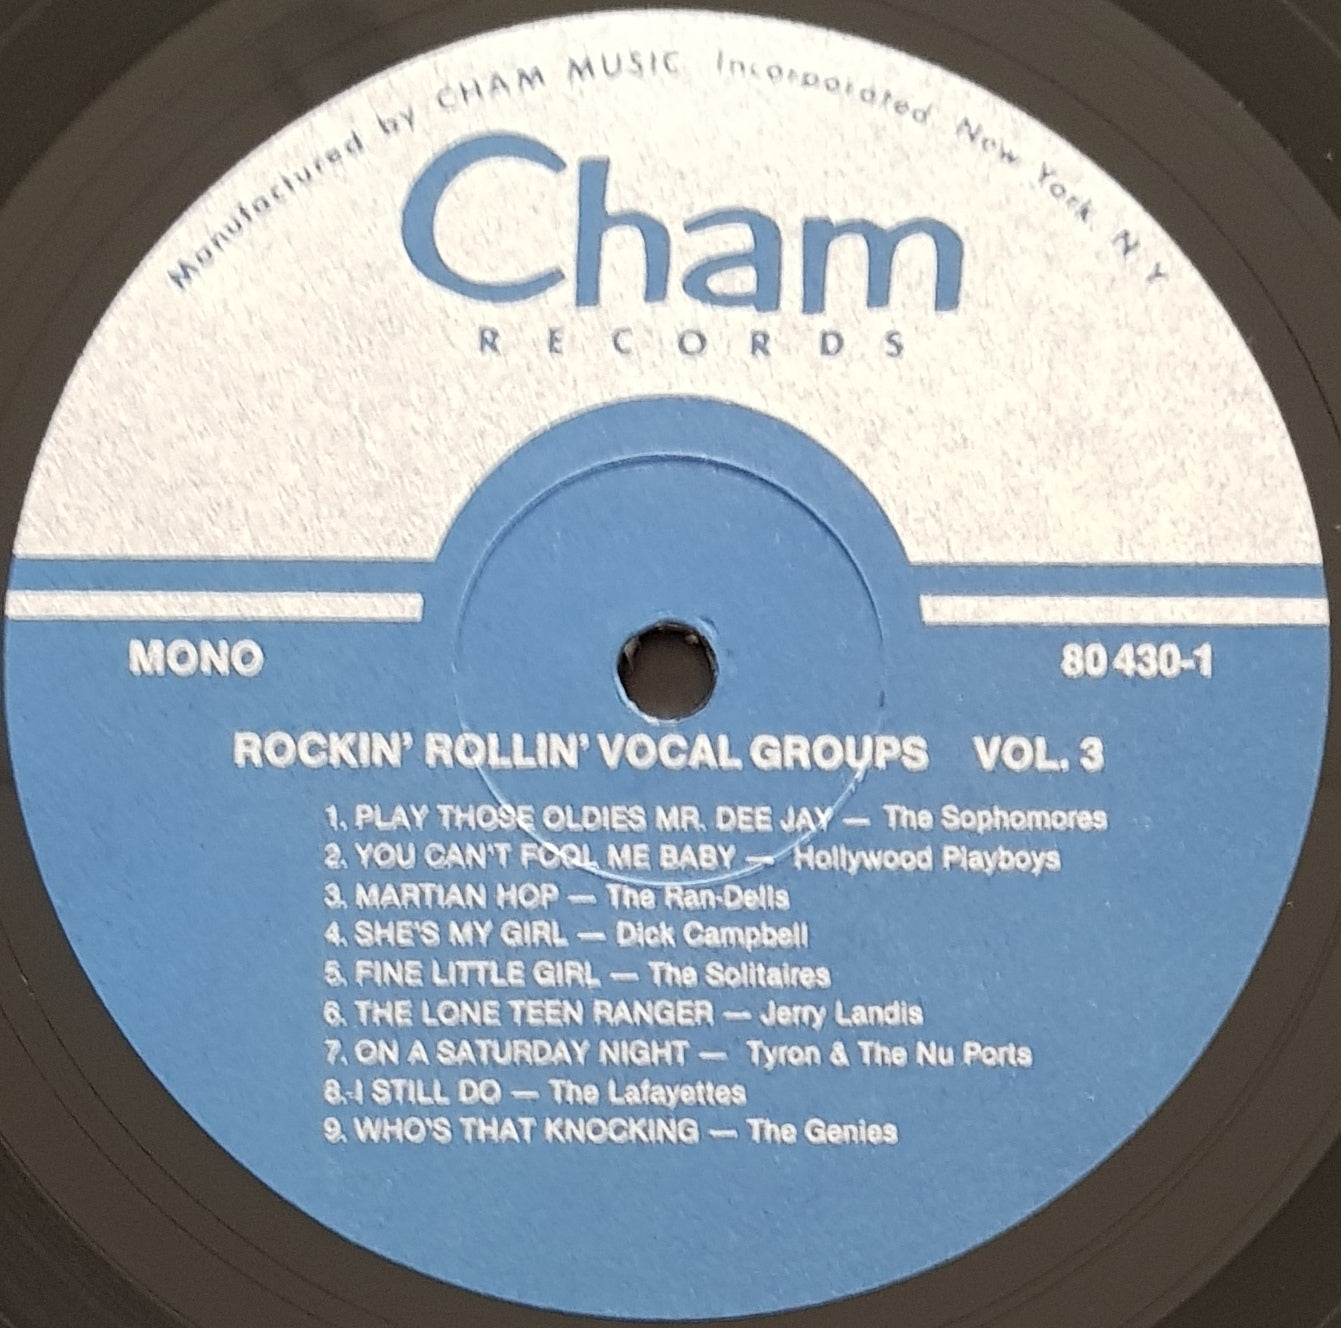 Manufactured by CHAM MUSIC Incorporated New York. N Y
Cham
RECORDS
MONO
80 430-1
ROCKIN' ROLLIN' VOCAL GROUPS VOL. 3
1. PLAY THOSE OLDIES MR. DEE JAY — The Sophomores
2. YOU CAN'T FOOL ME BABY — Hollywood Playboys
3. MARTIAN HOP — The Ran-Dells
4. SHE'S MY GIRL — Dick Campbell
5. FINE LITTLE GIRL — The Solitaires
6. THE LONE TEEN RANGER — Jerry Landis
7. ON A SATURDAY NIGHT — Tyron & The Nu Ports
8. I STILL DO — The Lafayettes
9. WHO'S THAT KNOCKING — The Genies